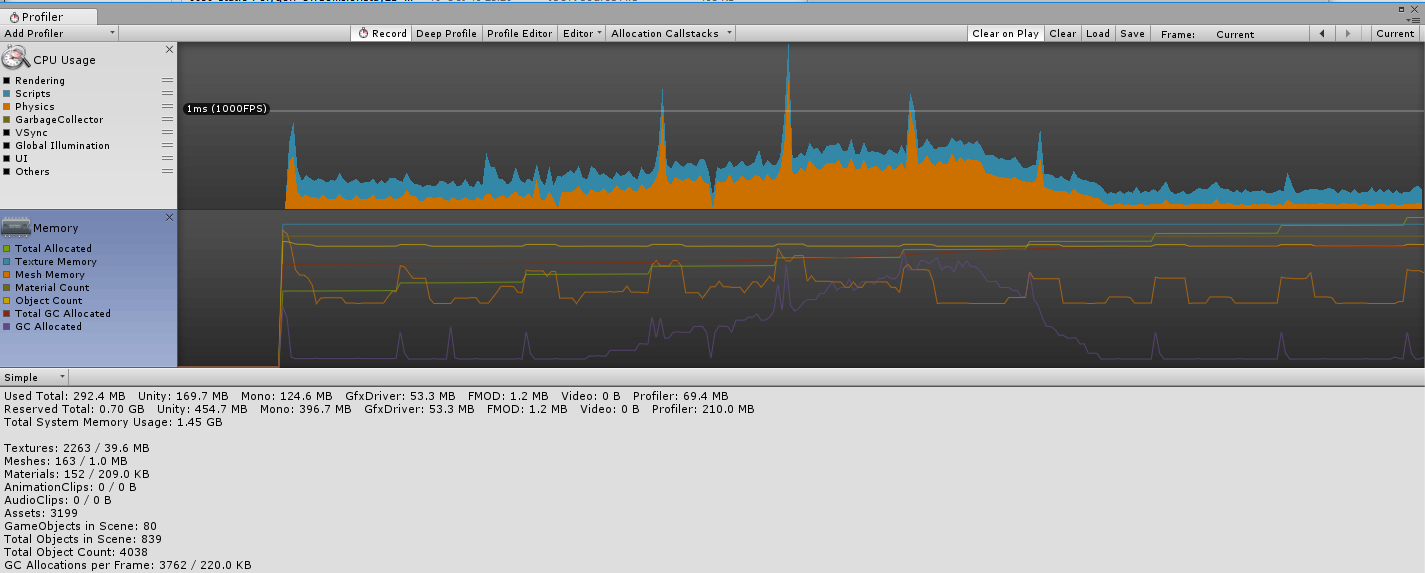 Profiler
Add Profiler Record Deep Profile Profile Editor Editor Allocation Callstacks Clear on Play Clear Load Save Frame: Current Current
CPU Usage
Rendering
Scripts
Physics
GarbageCollector
VSync
Global Illumination
UI
Others
1ms (1000FPS)
Memory
Total Allocated
Texture Memory
Mesh Memory
Material Count
Object Count
Total GC Allocated
GC Allocated
Simple
Used Total: 292.4 MB Unity: 169.7 MB Mono: 124.6 MB GfxDriver: 53.3 MB FMOD: 1.2 MB Video: 0 B Profiler: 69.4 MB
Reserved Total: 0.70 GB Unity: 454.7 MB Mono: 396.7 MB GfxDriver: 53.3 MB FMOD: 1.2 MB Video: 0 B Profiler: 210.0 MB
Total System Memory Usage: 1.45 GB
Textures: 2263 / 39.6 MB
Meshes: 163 / 1.0 MB
Materials: 152 / 209.0 KB
AnimationClips: 0 / 0 B
AudioClips: 0 / 0 B
Assets: 3199
GameObjects in Scene: 80
Total Objects in Scene: 839
Total Object Count: 4038
GC Allocations per Frame: 3762 / 220.0 KB